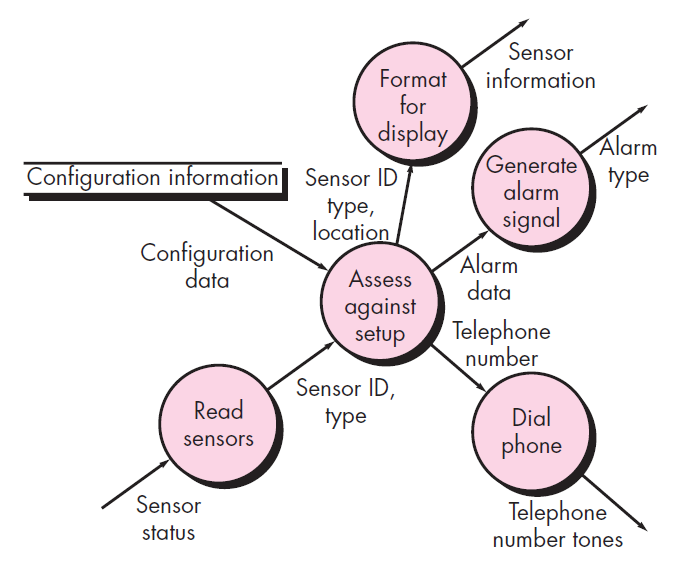 Sensor
information
Format
for
display
Alarm
type
Generate
alarm
signal
Configuration information
Sensor ID
type,
location
Configuration
data
Assess
against
setup
Alarm
data
Telephone
number
Sensor ID,
type
Read
sensors
Dial
phone
Sensor
status
Telephone
number tones